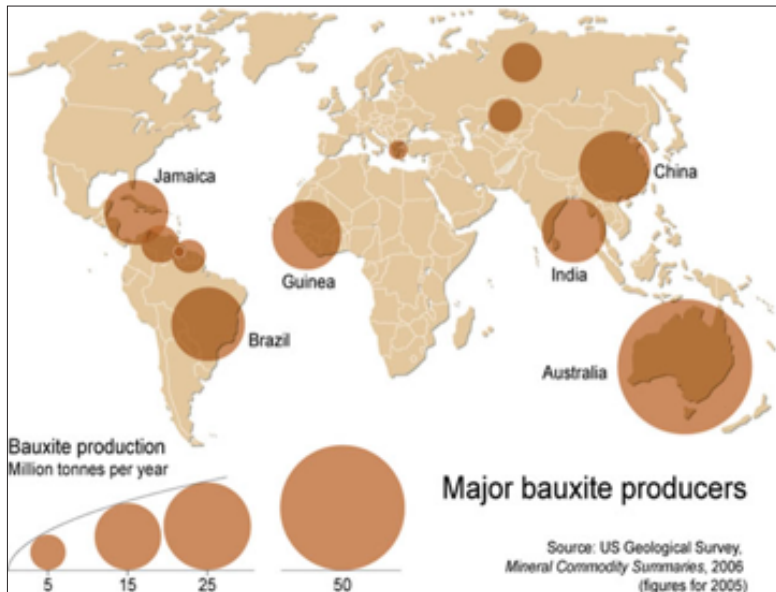 Jamaica
China
Guinea
India
Brazil
Australia
Bauxite production
Million tonnes per year
5 15 25 50
Major bauxite producers
Source: US Geological Survey,
Mineral Commodity Summaries, 2006
(figures for 2005)